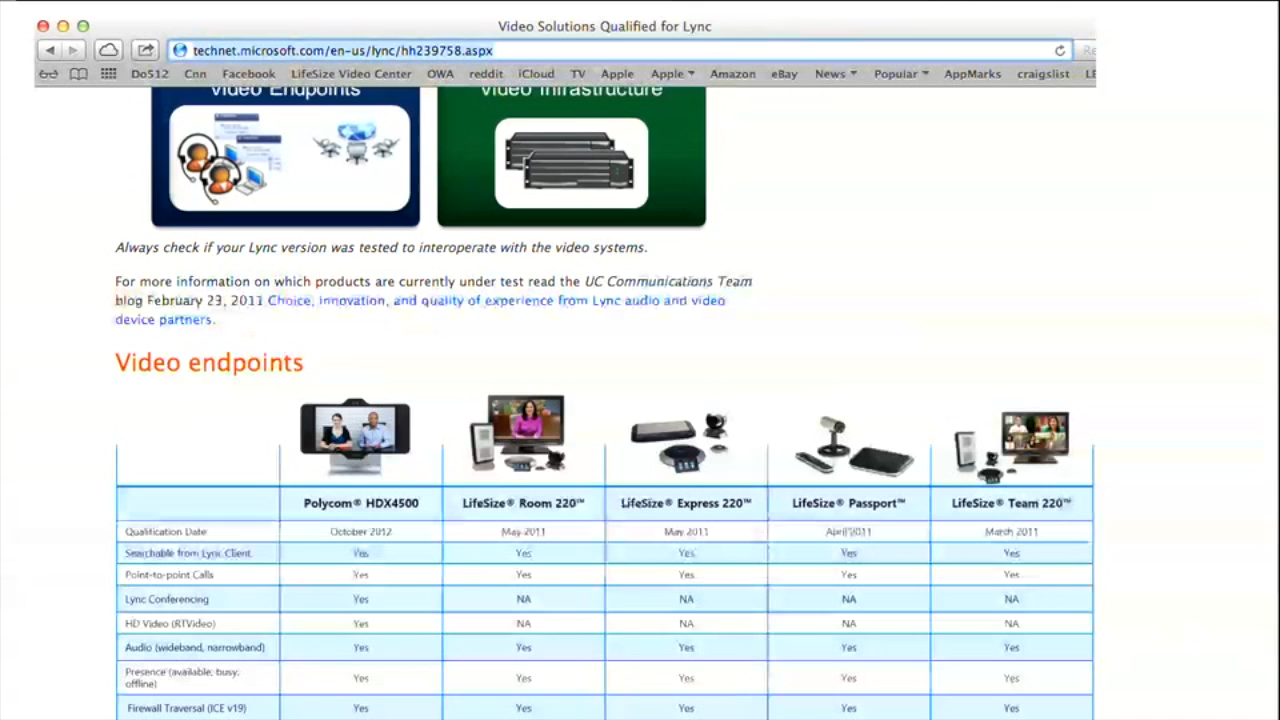 Video Solutions Qualified for Lync
technet.microsoft.com/en-us/lync/hh239758.aspx
Do512 Cnn Facebook LifeSize Video Center OWA reddit iCloud TV Apple Apple Amazon eBay News Popular AppMarks craigslist
Video Endpoints Video Infrastructure
Always check if your Lync version was tested to interoperate with the video systems.
For more information on which products are currently under test read the UC Communications Team
blog February 23, 2011 Choice, innovation, and quality of experience from Lync audio and video
device partners.
Video endpoints
Polycom® HDX4500 LifeSize® Room 220™ LifeSize® Express 220™ LifeSize® Passport™ LifeSize® Team 220™
Qualification Date October 2012 May 2011 May 2011 April 2011 March 2011
Searchable from Lync Client Yes Yes Yes Yes Yes
Point-to-point Calls Yes Yes Yes Yes Yes
Lync Conferencing Yes NA NA NA NA
HD Video (RTVideo) Yes NA NA NA NA
Audio (wideband, narrowband) Yes Yes Yes Yes Yes
Presence (available, busy,
offline) Yes Yes Yes Yes Yes
Firewall Traversal (ICE v19) Yes Yes Yes Yes Yes